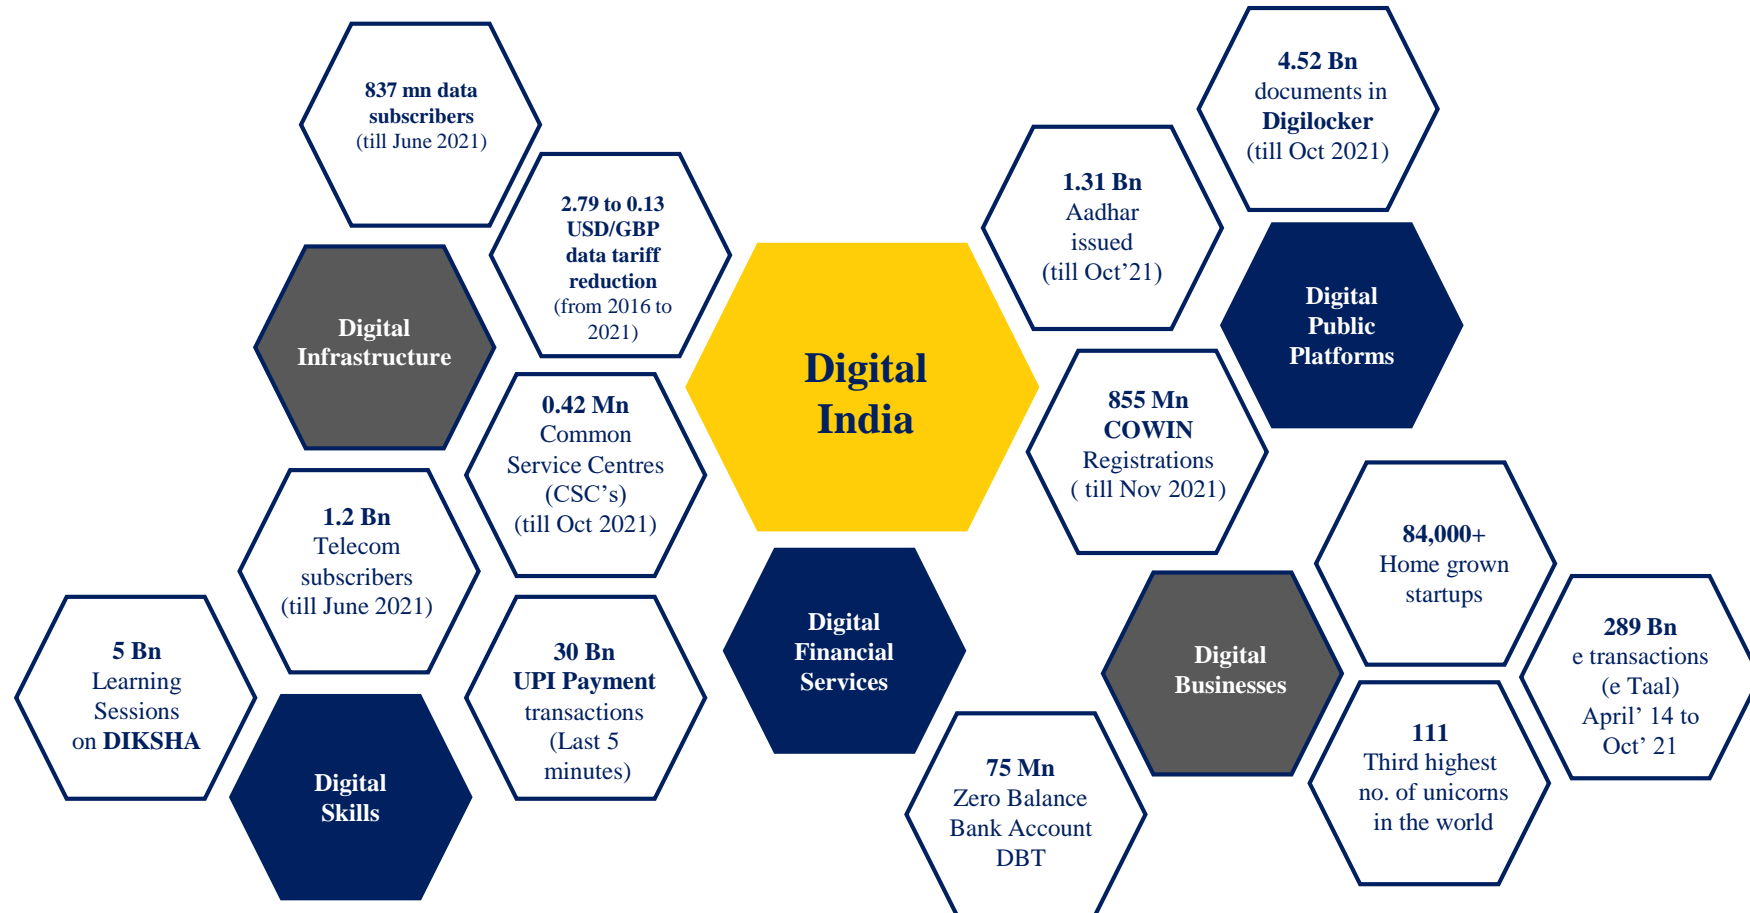 837 mn data
subscribers
(till June 2021)
2.79 to 0.13
USD/GBP
data tariff
reduction
(from 2016 to
2021)
Digital
Infrastructure
0.42 Mn
Common
Service Centres
(CSC's)
(till Oct 2021)
1.2 Bn
Telecom
subscribers
(till June 2021)
5 Bn
Learning
Sessions
on DIKSHA
Digital
Skills
30 Bn
UPI Payment
transactions
(Last 5
minutes)
Digital
India
Digital
Financial
Services
75 Mn
Zero Balance
Bank Account
DBT
4.52 Bn
documents in
Digilocker
(till Oct 2021)
1.31 Bn
Aadhar
issued
(till Oct’21)
Digital
Public
Platforms
855 Mn
COWIN
Registrations
( till Nov 2021)
84,000+
Home grown
startups
Digital
Businesses
289 Bn
e transactions
(e Taal)
April’ 14 to
Oct’ 21
111
Third highest
no. of unicorns
in the world